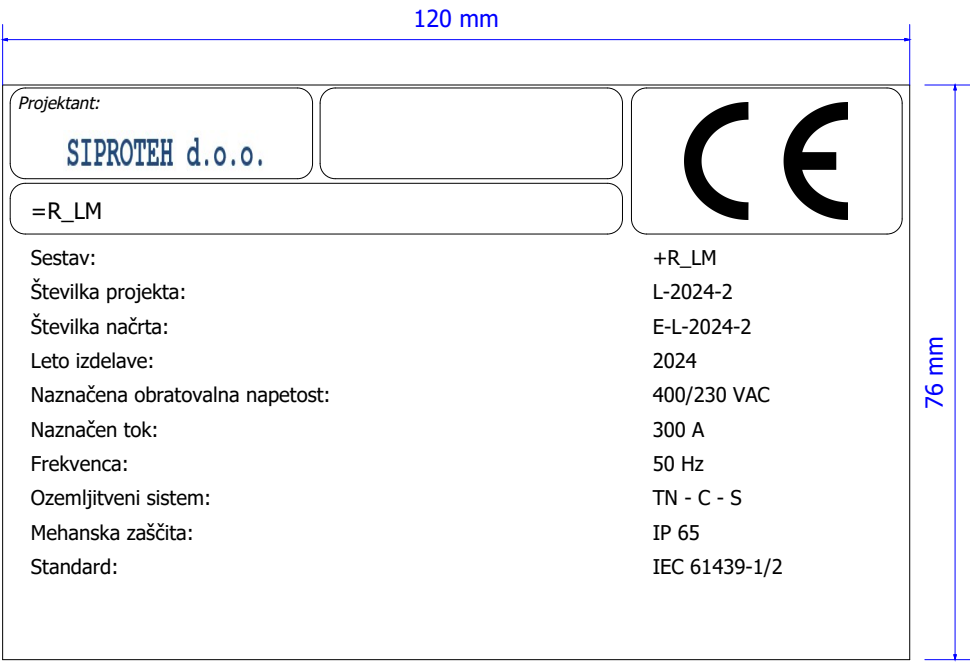 120 mm
Projektant:
SIPROTEH d.o.o.
CE
=R_LM
Sestav: +R_LM
Številka projekta: L-2024-2
Številka načrta: E-L-2024-2
Leto izdelave: 2024
Naznačena obratovalna napetost: 400/230 VAC
Naznačen tok: 300 A
Frekvenca: 50 Hz
Ozemljitveni sistem: TN - C - S
Mehanska zaščita: IP 65
Standard: IEC 61439-1/2
76 mm